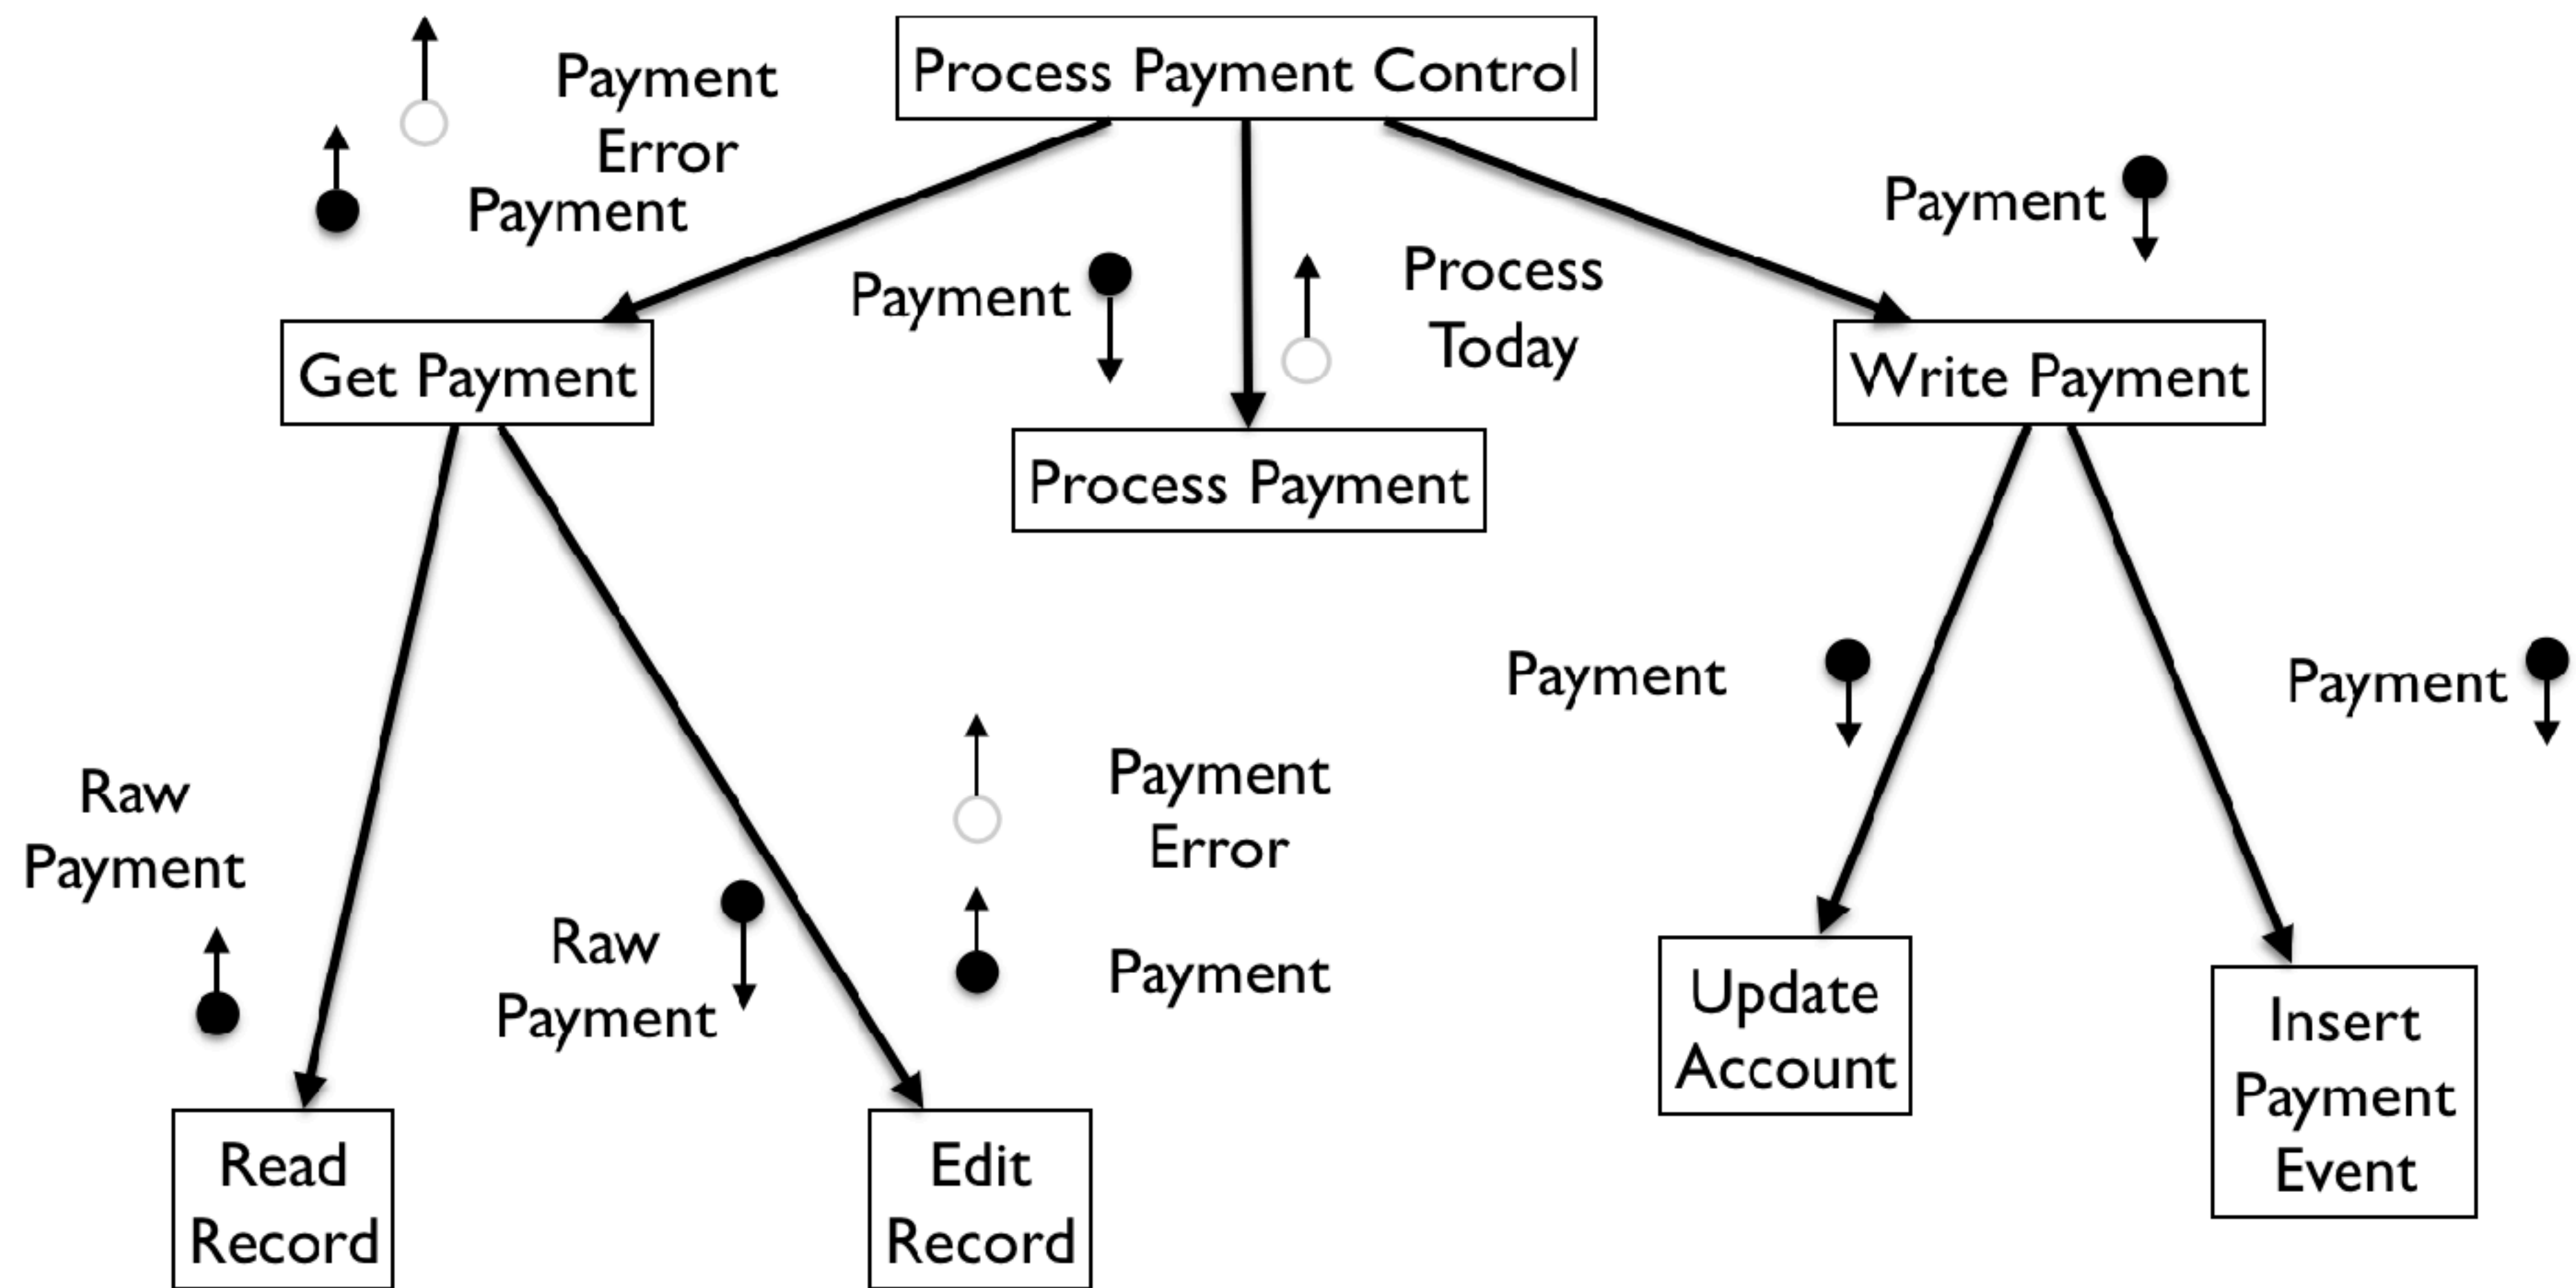 Process Payment Control
Payment
Error
Payment
Payment
Payment
Process
Today
Get Payment
Process Payment
Write Payment
Payment
Payment
Raw
Payment
Payment
Error
Raw
Payment
Payment
Update
Account
Insert
Payment
Event
Read
Record
Edit
Record